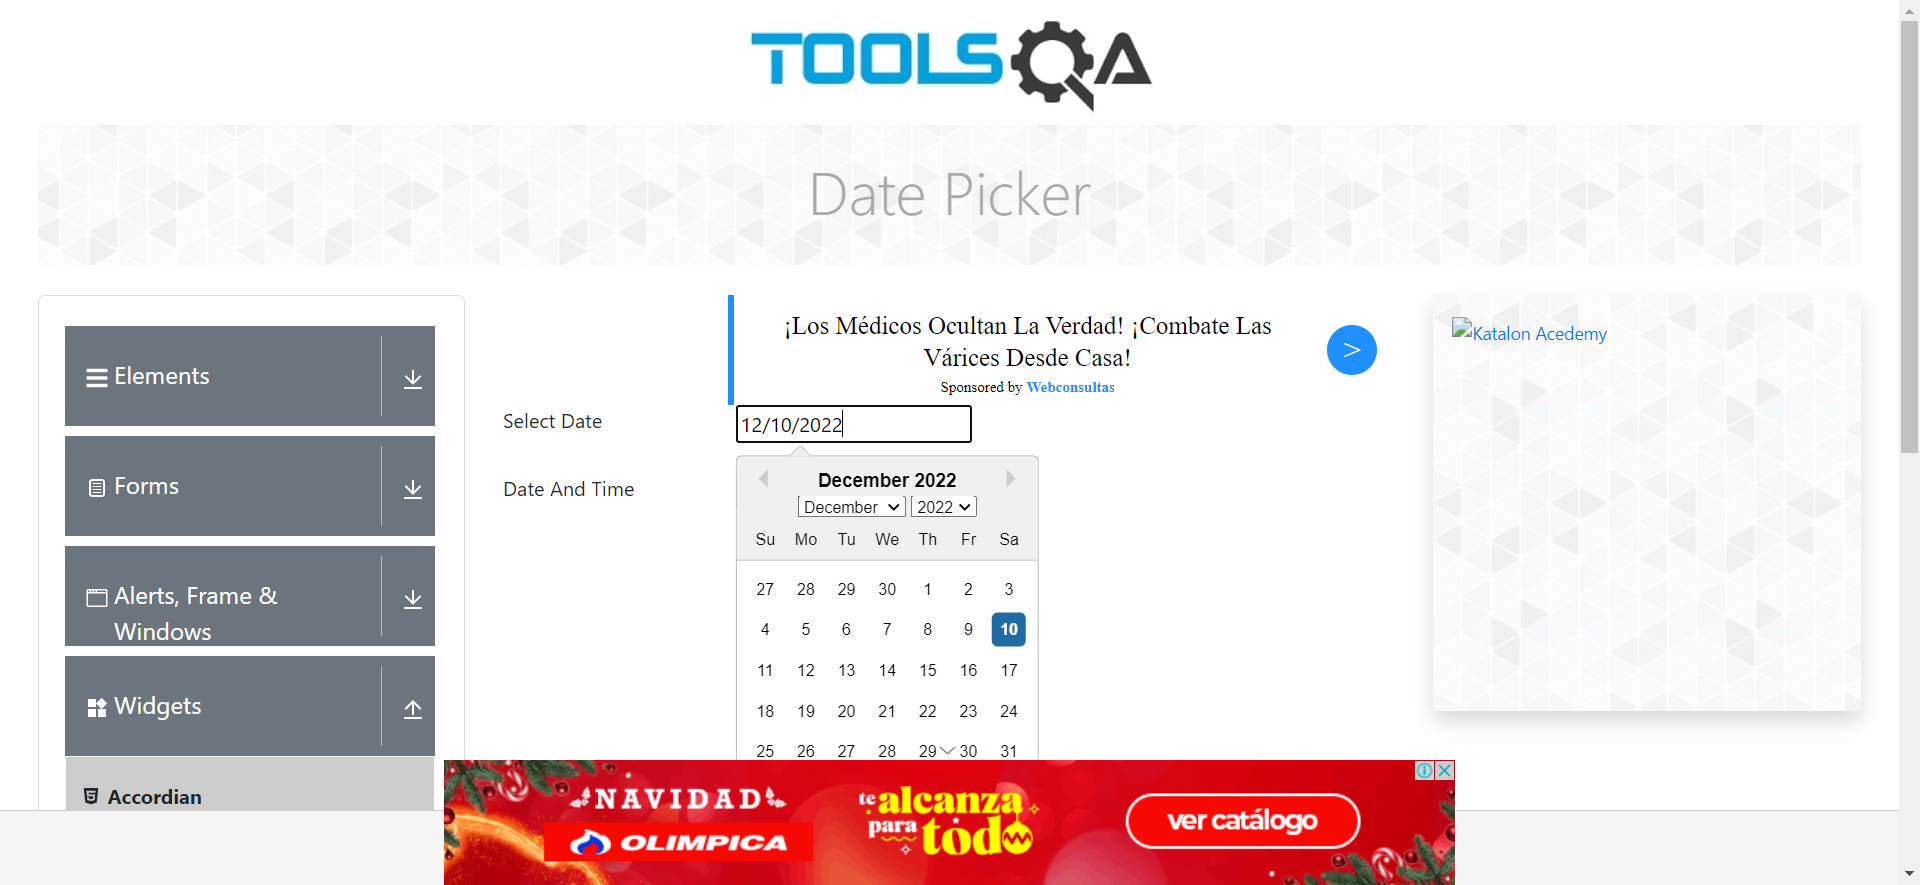 TOOLSQA
Date Picker
Elements
Forms
Alerts, Frame &
Windows
Widgets
Accordian
¡Los Médicos Ocultan La Verdad! ¡Combate Las
Várices Desde Casa!
Sponsored by Webconsultas
>
Select Date
12/10/2022
Date And Time
December 2022
December 2022
Su Mo Tu We Th Fr Sa
27 28 29 30 1 2 3
4 5 6 7 8 9 10
11 12 13 14 15 16 17
18 19 20 21 22 23 24
25 26 27 28 29 30 31
Katalon Acedemy
NAVIDAD
OLIMPICA
te alcanza
para todo
ver catálogo